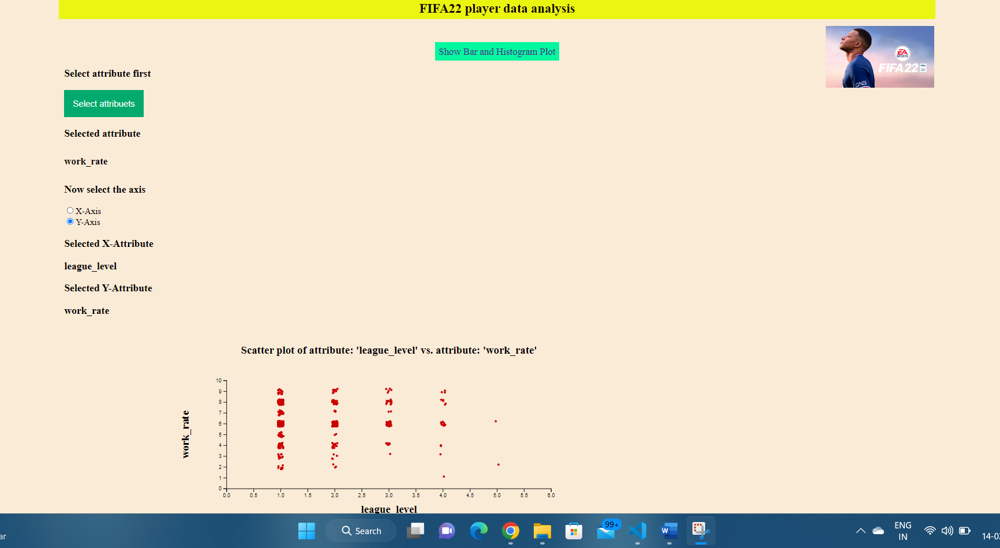 FIFA22 player data analysis
Show Bar and Histogram Plot
EA
SPORTS
FIFA 22
QNB
Select attribute first
Select attribuets
Selected attribute
work_rate
Now select the axis
X-Axis
Y-Axis
Selected X-Attribute
league_level
Selected Y-Attribute
work_rate
Scatter plot of attribute: 'league_level' vs. attribute: 'work_rate'
work_rate
10
9
8
7
6
5
4
3
2
1
0
0.0 0.5 1.0 1.5 2.0 2.5 3.0 3.5 4.0 4.5 5.0 5.5 6.0
league_level
ar
Search
99+
W
ENG
IN
14-0